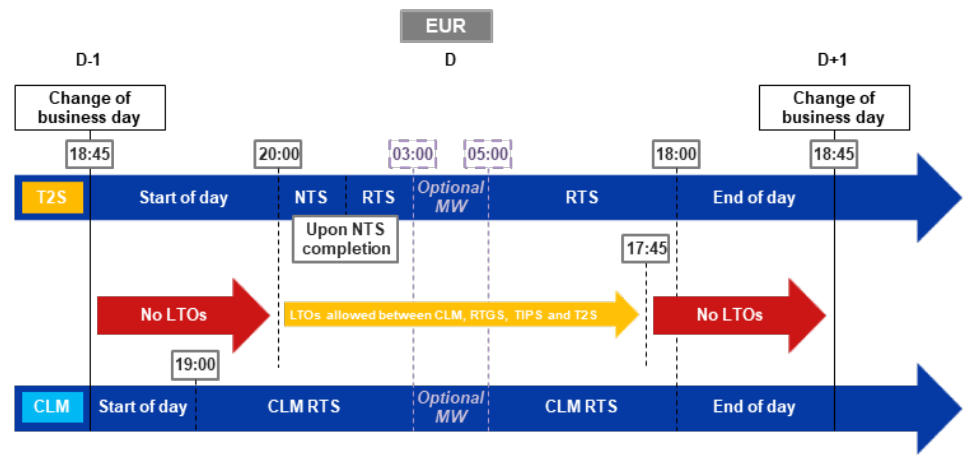 EUR
D-1
D
D+1
Change of
business day
Change of
business day
18:45
20:00
03:00
05:00
18:00
18:45
T2S
Start of day
NTS
RTS
Optional
MW
RTS
End of day
Upon NTS
completion
17:45
No LTOs
LTOs allowed between CLM, RTGS, TIPS and T2S
No LTOs
19:00
CLM
Start of day
CLM RTS
Optional
MW
CLM RTS
End of day